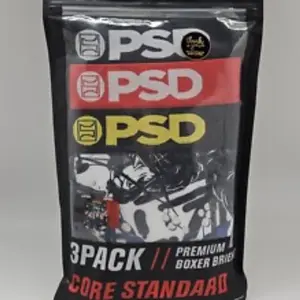 PSD
PSD
PSD
3PACK // PREMIUM
BOXER BRIEF
CORE STANDARD